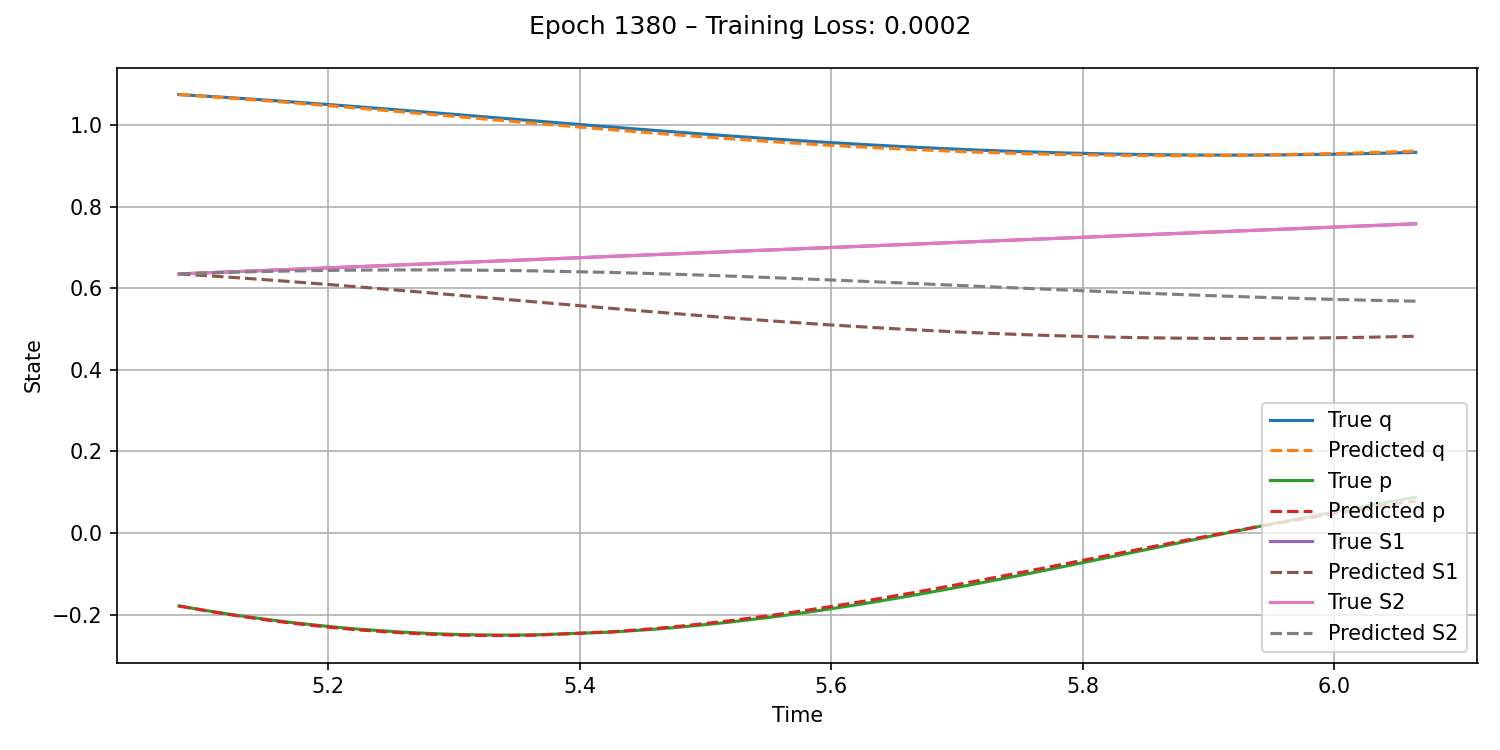 Epoch 1380 – Training Loss: 0.0002
1.0
0.8
0.6
0.4
0.2
0.0
−0.2
State
5.2 5.4 5.6 5.8 6.0
Time
True q
Predicted q
True p
Predicted p
True S1
Predicted S1
True S2
Predicted S2